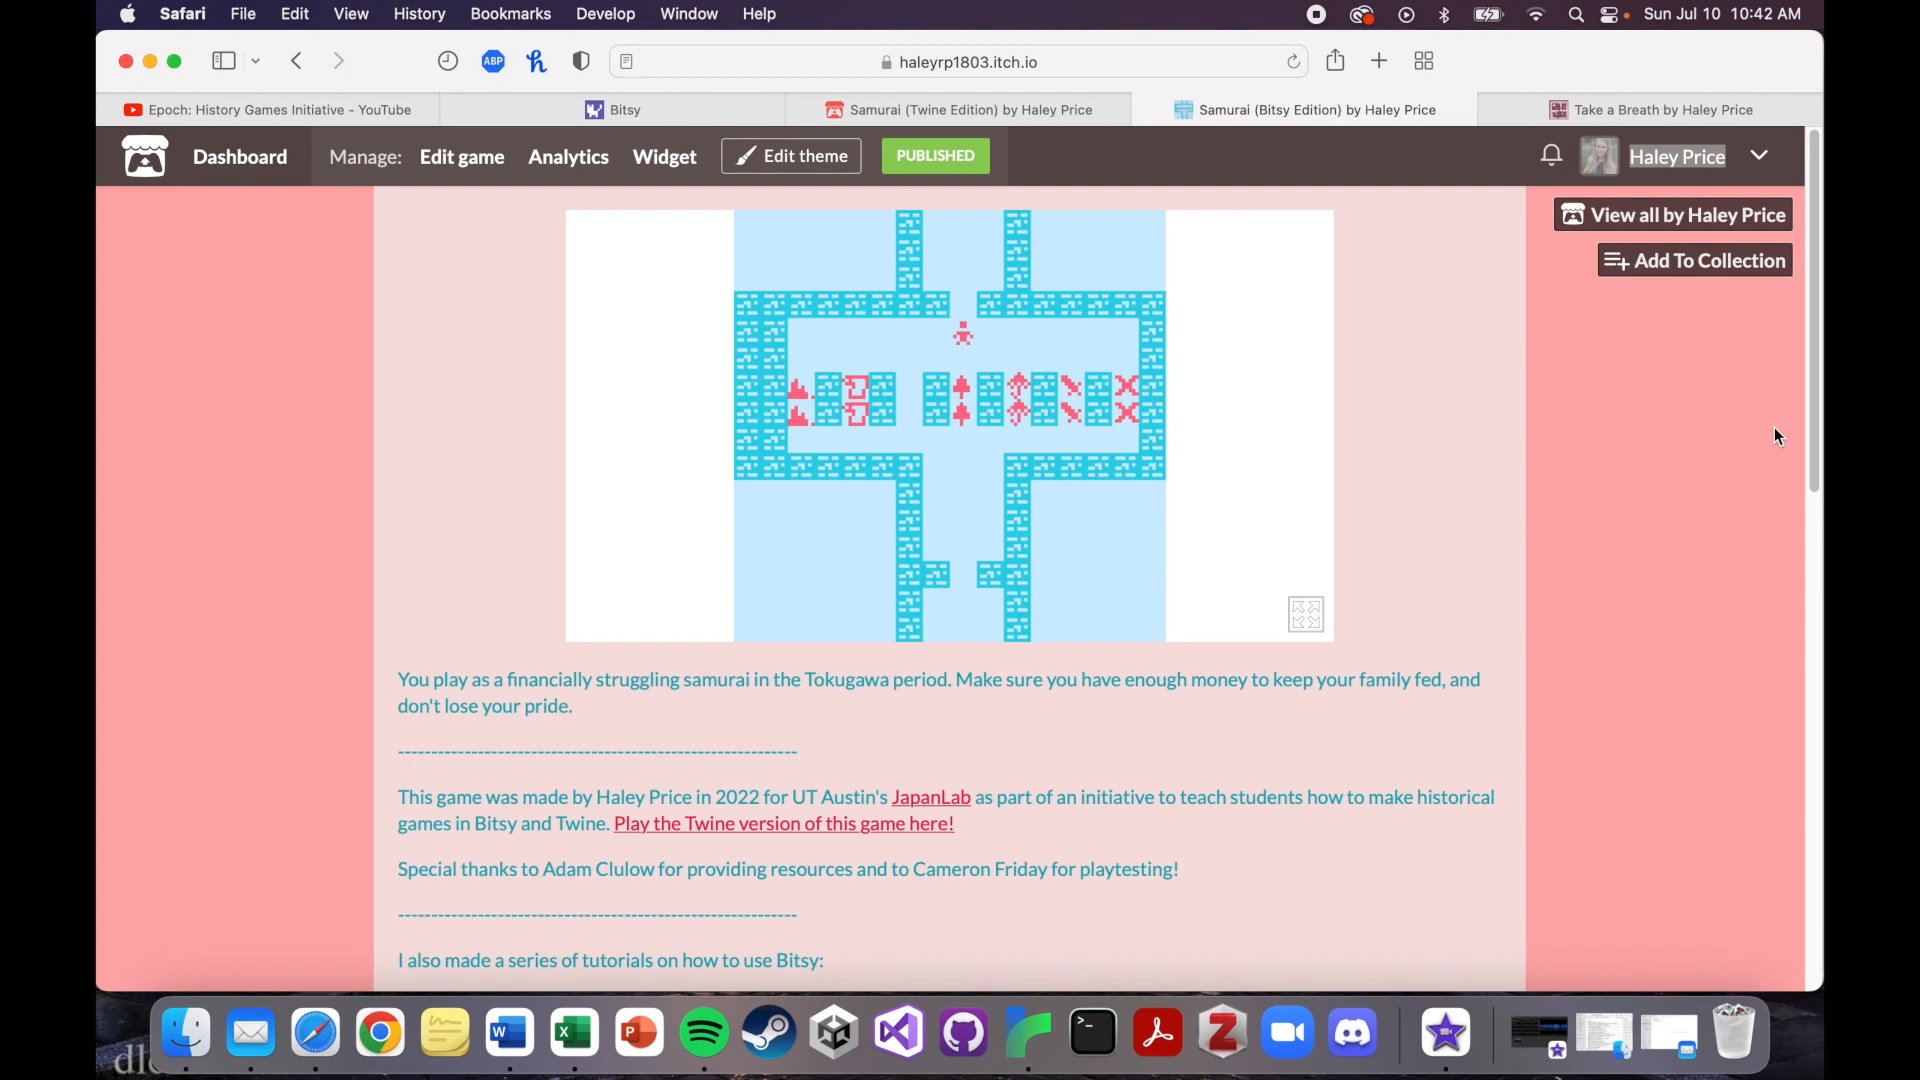 Safari File Edit View History Bookmarks Develop Window Help Sun Jul 10 10:42 AM
ABP haleyrp1803.itch.io
Epoch: History Games Initiative - YouTube Bitsy Samurai (Twine Edition) by Haley Price Samurai (Bitsy Edition) by Haley Price Take a Breath by Haley Price
Dashboard Manage: Edit game Analytics Widget Edit theme PUBLISHED Haley Price
View all by Haley Price
Add To Collection
You play as a financially struggling samurai in the Tokugawa period. Make sure you have enough money to keep your family fed, and
don't lose your pride.
---------------------------------------------------------
This game was made by Haley Price in 2022 for UT Austin's JapanLab as part of an initiative to teach students how to make historical
games in Bitsy and Twine. Play the Twine version of this game here!
Special thanks to Adam Clulow for providing resources and to Cameron Friday for playtesting!
---------------------------------------------------------
I also made a series of tutorials on how to use Bitsy: